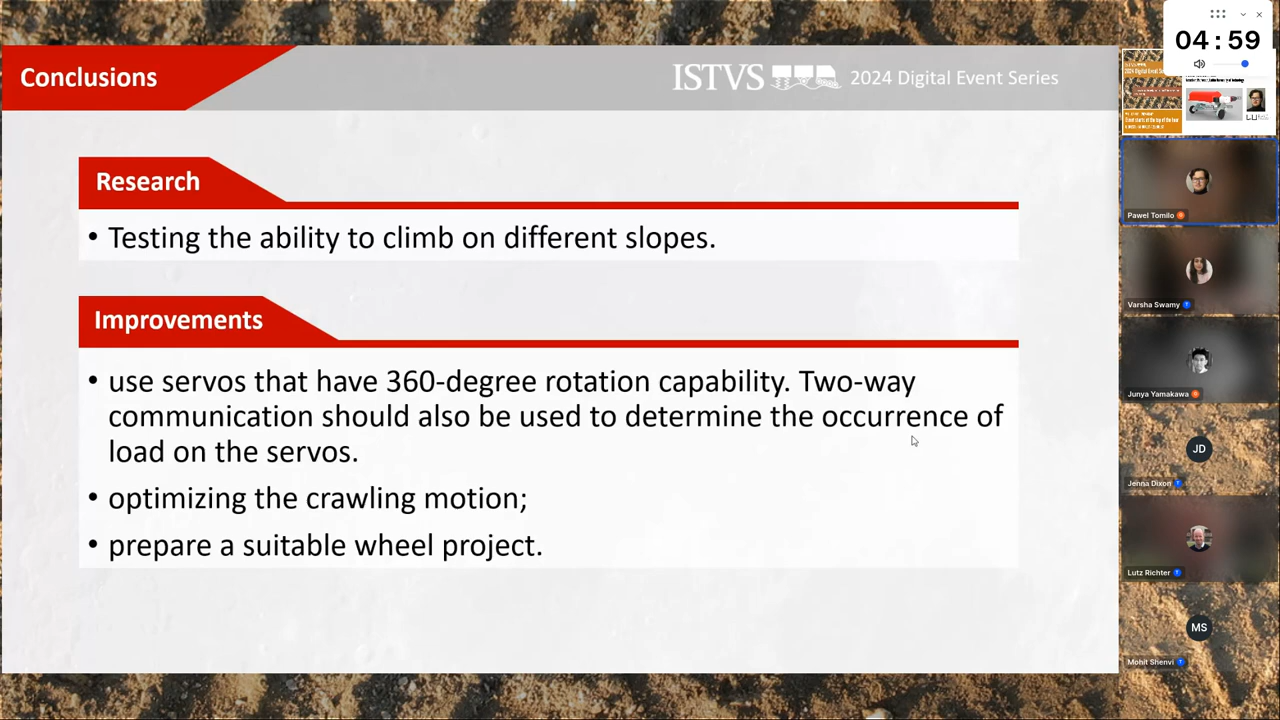 Conclusions
ISTVS 2024 Digital Event Series
Research
• Testing the ability to climb on different slopes.
Improvements
• use servos that have 360-degree rotation capability. Two-way
communication should also be used to determine the occurrence of
load on the servos.
• optimizing the crawling motion;
• prepare a suitable wheel project.
04:59
Pawel Tomilo
Varsha Swamy
Junya Yamakawa
JD
Jenna Dixon
Lutz Richter
MS
Mohit Shenvi